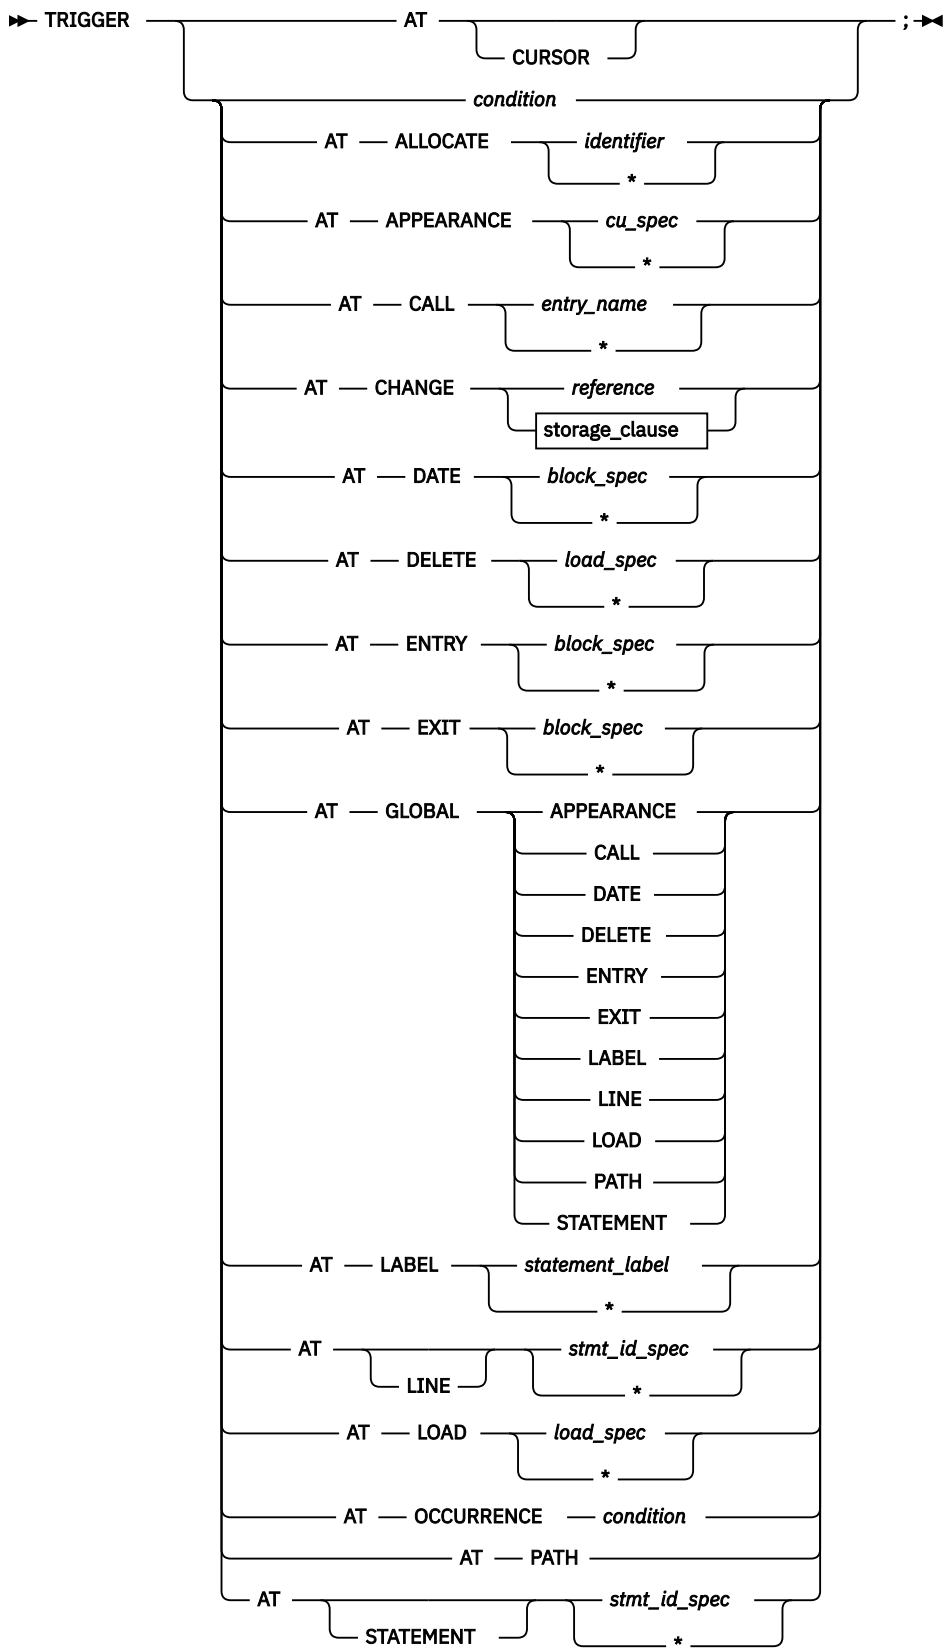 TRIGGER AT ;
CURSOR
condition
AT ALLOCATE identifier
*
AT APPEARANCE cu_spec
*
AT CALL entry_name
*
AT CHANGE reference
storage_clause
AT DATE block_spec
*
AT DELETE load_spec
*
AT ENTRY block_spec
*
AT EXIT block_spec
*
AT GLOBAL APPEARANCE
CALL
DATE
DELETE
ENTRY
EXIT
LABEL
LINE
LOAD
PATH
STATEMENT
AT LABEL statement_label
*
AT stmt_id_spec
LINE *
AT LOAD load_spec
*
AT OCCURRENCE condition
AT PATH
AT stmt_id_spec
STATEMENT *